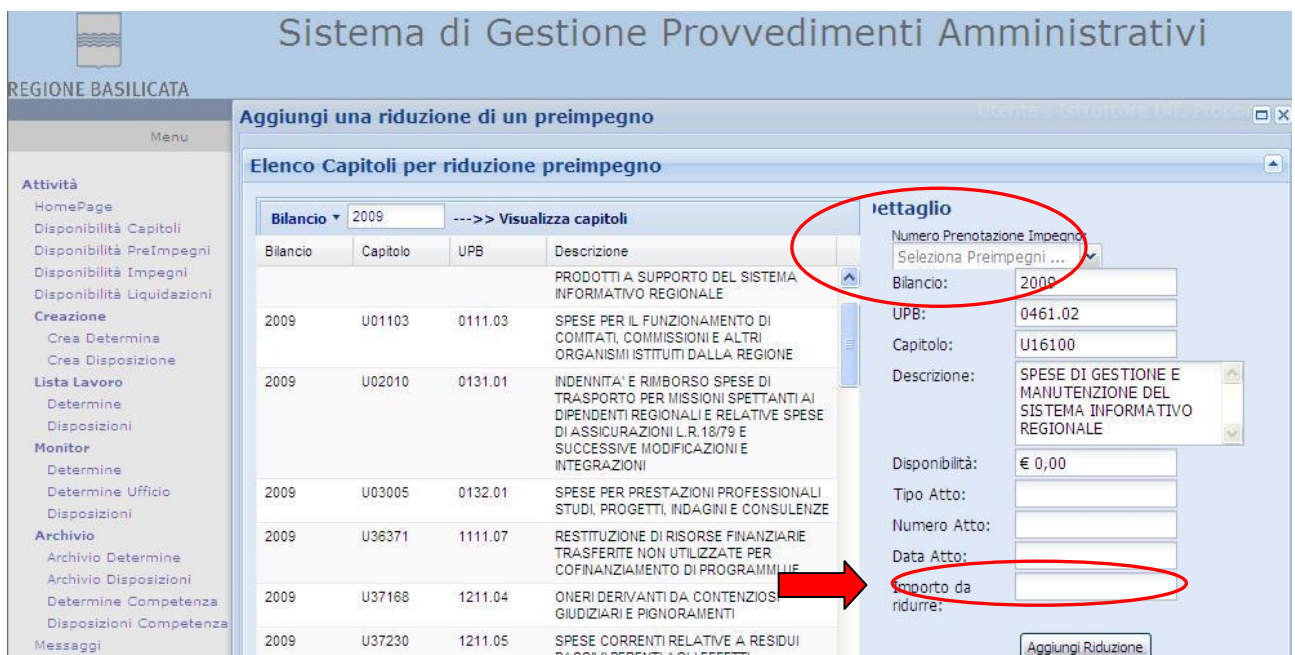 Sistema di Gestione Provvedimenti Amministrativi
REGIONE BASILICATA
Menu
Attività
HomePage
Disponibilità Capitoli
Disponibilità PreImpegni
Disponibilità Impegni
Disponibilità Liquidazioni
Creazione
Crea Determina
Crea Disposizione
Lista Lavoro
Determine
Disposizioni
Monitor
Determine
Determine Ufficio
Disposizioni
Archivio
Archivio Determine
Archivio Disposizioni
Determine Competenza
Disposizioni Competenza
Messaggi
Utente : Istruttore Uff.
Aggiungi una riduzione di un preimpegno
Elenco Capitoli per riduzione preimpegno
Bilancio 2009 --->> Visualizza capitoli
Bilancio Capitolo UPB Descrizione
PRODOTTI A SUPPORTO DEL SISTEMA
INFORMATIVO REGIONALE
2009 U01103 0111.03 SPESE PER IL FUNZIONAMENTO DI
COMITATI, COMMISSIONI E ALTRI
ORGANISMI ISTITUITI DALLA REGIONE
2009 U02010 0131.01 INDENNITA' E RIMBORSO SPESE DI
TRASPORTO PER MISSIONI SPETTANTI AI
DIPENDENTI REGIONALI E RELATIVE SPESE
DI ASSICURAZIONI L.R.18/79 E
SUCCESSIVE MODIFICAZIONI E
INTEGRAZIONI
2009 U03005 0132.01 SPESE PER PRESTAZIONI PROFESSIONALI
STUDI, PROGETTI, INDAGINI E CONSULENZE
2009 U36371 1111.07 RESTITUZIONE DI RISORSE FINANZIARIE
TRASFERITE NON UTILIZZATE PER
COFINANZIAMENTO DI PROGRAMMI UE
2009 U37168 1211.04 ONERI DERIVANTI DA CONTENZIOSI
GIUDIZIARI E PIGNORAMENTI
2009 U37230 1211.05 SPESE CORRENTI RELATIVE A RESIDUI
Dettaglio
Numero Prenotazione Impegno:
Seleziona Preimpegni ...
Bilancio: 2009
UPB: 0461.02
Capitolo: U16100
Descrizione: SPESE DI GESTIONE E
MANUTENZIONE DEL
SISTEMA INFORMATIVO
REGIONALE
Disponibilità: € 0,00
Tipo Atto:
Numero Atto:
Data Atto:
Importo da
ridurre:
Aggiungi Riduzione